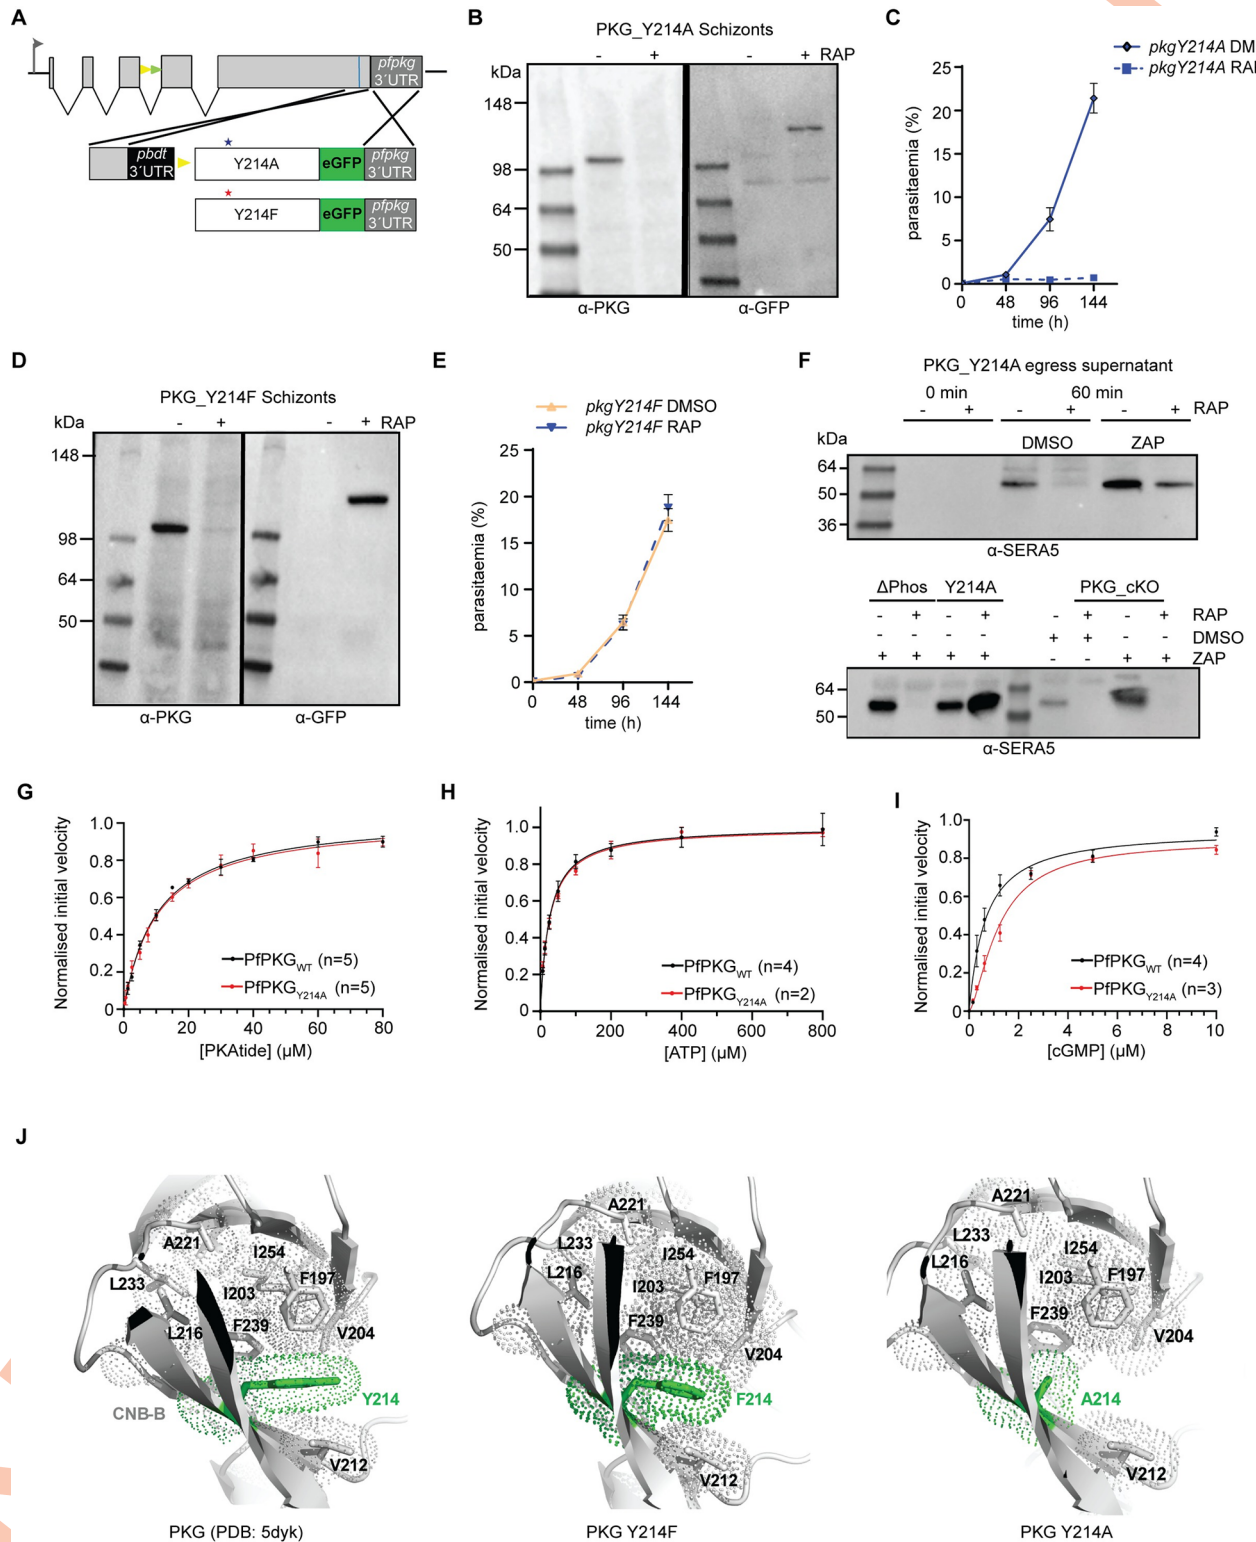 A
pfpkg
3´UTR
pbdt
3´UTR
Y214A
eGFP
pfpkg
3´UTR
Y214F
eGFP
pfpkg
3´UTR
B
PKG_Y214A Schizonts
- + - + RAP
kDa
148
98
64
50
α-PKG
α-GFP
C
pkgY214A DM
pkgY214A RA
parasitaemia (%)
25
20
15
10
5
0
0 48 96 144
time (h)
D
PKG_Y214F Schizonts
kDa - + - + RAP
148
98
64
50
α-PKG
α-GFP
E
pkgY214F DMSO
pkgY214F RAP
parasitaemia (%)
25
20
15
10
5
0
0 48 96 144
time (h)
F
PKG_Y214A egress supernatant
0 min 60 min
- + - + - + RAP
kDa DMSO ZAP
64
50
36
α-SERA5
ΔPhos Y214A PKG_cKO
- + - + - + - + RAP
- - - - + + - - DMSO
+ + + + - - + + ZAP
64
50
α-SERA5
G
Normalised initial velocity
1.0
0.8
0.6
0.4
0.2
0
PfPKGWT (n=5)
PfPKGY214A (n=5)
0 20 40 60 80
[PKAtide] (µM)
H
Normalised initial velocity
1.0
0.8
0.6
0.4
0.2
0
PfPKGWT (n=4)
PfPKGY214A (n=2)
0 200 400 600 800
[ATP] (µM)
I
Normalised initial velocity
1.0
0.8
0.6
0.4
0.2
0
PfPKGWT (n=4)
PfPKGY214A (n=3)
0 2 4 6 8 10
[cGMP] (µM)
J
A221
I254
L233
I203
F197
L216
F239
V204
Y214
CNB-B
V212
PKG (PDB: 5dyk)
A221
L233
I254
L216
I203
F197
F239
V204
F214
V212
PKG Y214F
A221
L233
I254
L216
I203
F197
F239
V204
A214
V212
PKG Y214A